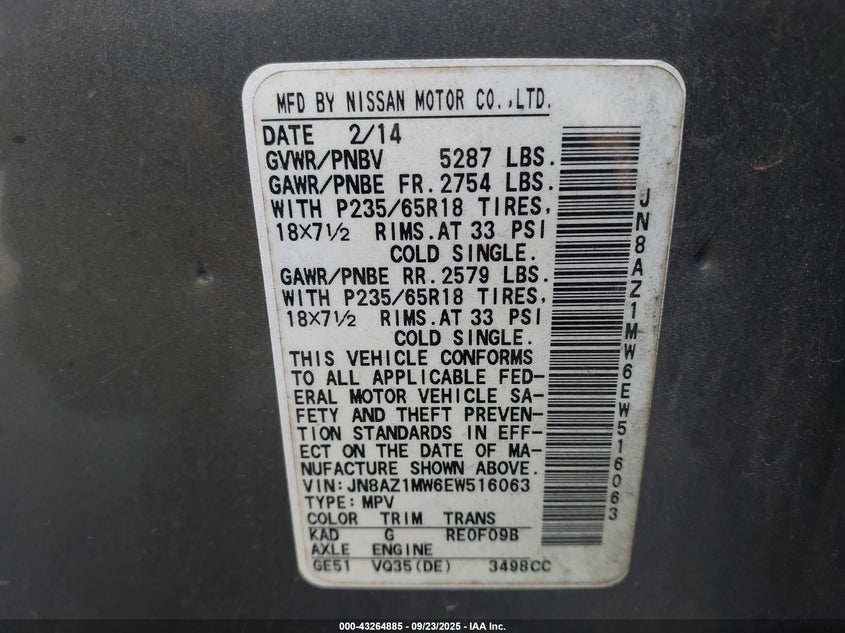 MFD BY NISSAN MOTOR CO.,LTD.
DATE 2/14
GVWR/PNBV 5287 LBS.
GAWR/PNBE FR. 2754 LBS.
WITH P235/65R18 TIRES,
18×7½ RIMS. AT 33 PSI
COLD SINGLE.
GAWR/PNBE RR. 2579 LBS.
WITH P235/65R18 TIRES,
18×7½ RIMS. AT 33 PSI
COLD SINGLE.
THIS VEHICLE CONFORMS
TO ALL APPLICABLE FED-
ERAL MOTOR VEHICLE SA-
FETY AND THEFT PREVEN-
TION STANDARDS IN EFF-
ECT ON THE DATE OF MA-
NUFACTURE SHOWN ABOVE.
VIN:JN8AZ1MW6EW516063
TYPE:MPV
COLOR TRIM TRANS
KAD G RE0F09B
AXLE ENGINE
GE51 VQ35(DE) 3498CC
JN8AZ1MW6EW516063
000-43264885 - 09/23/2025 - IAA Inc.